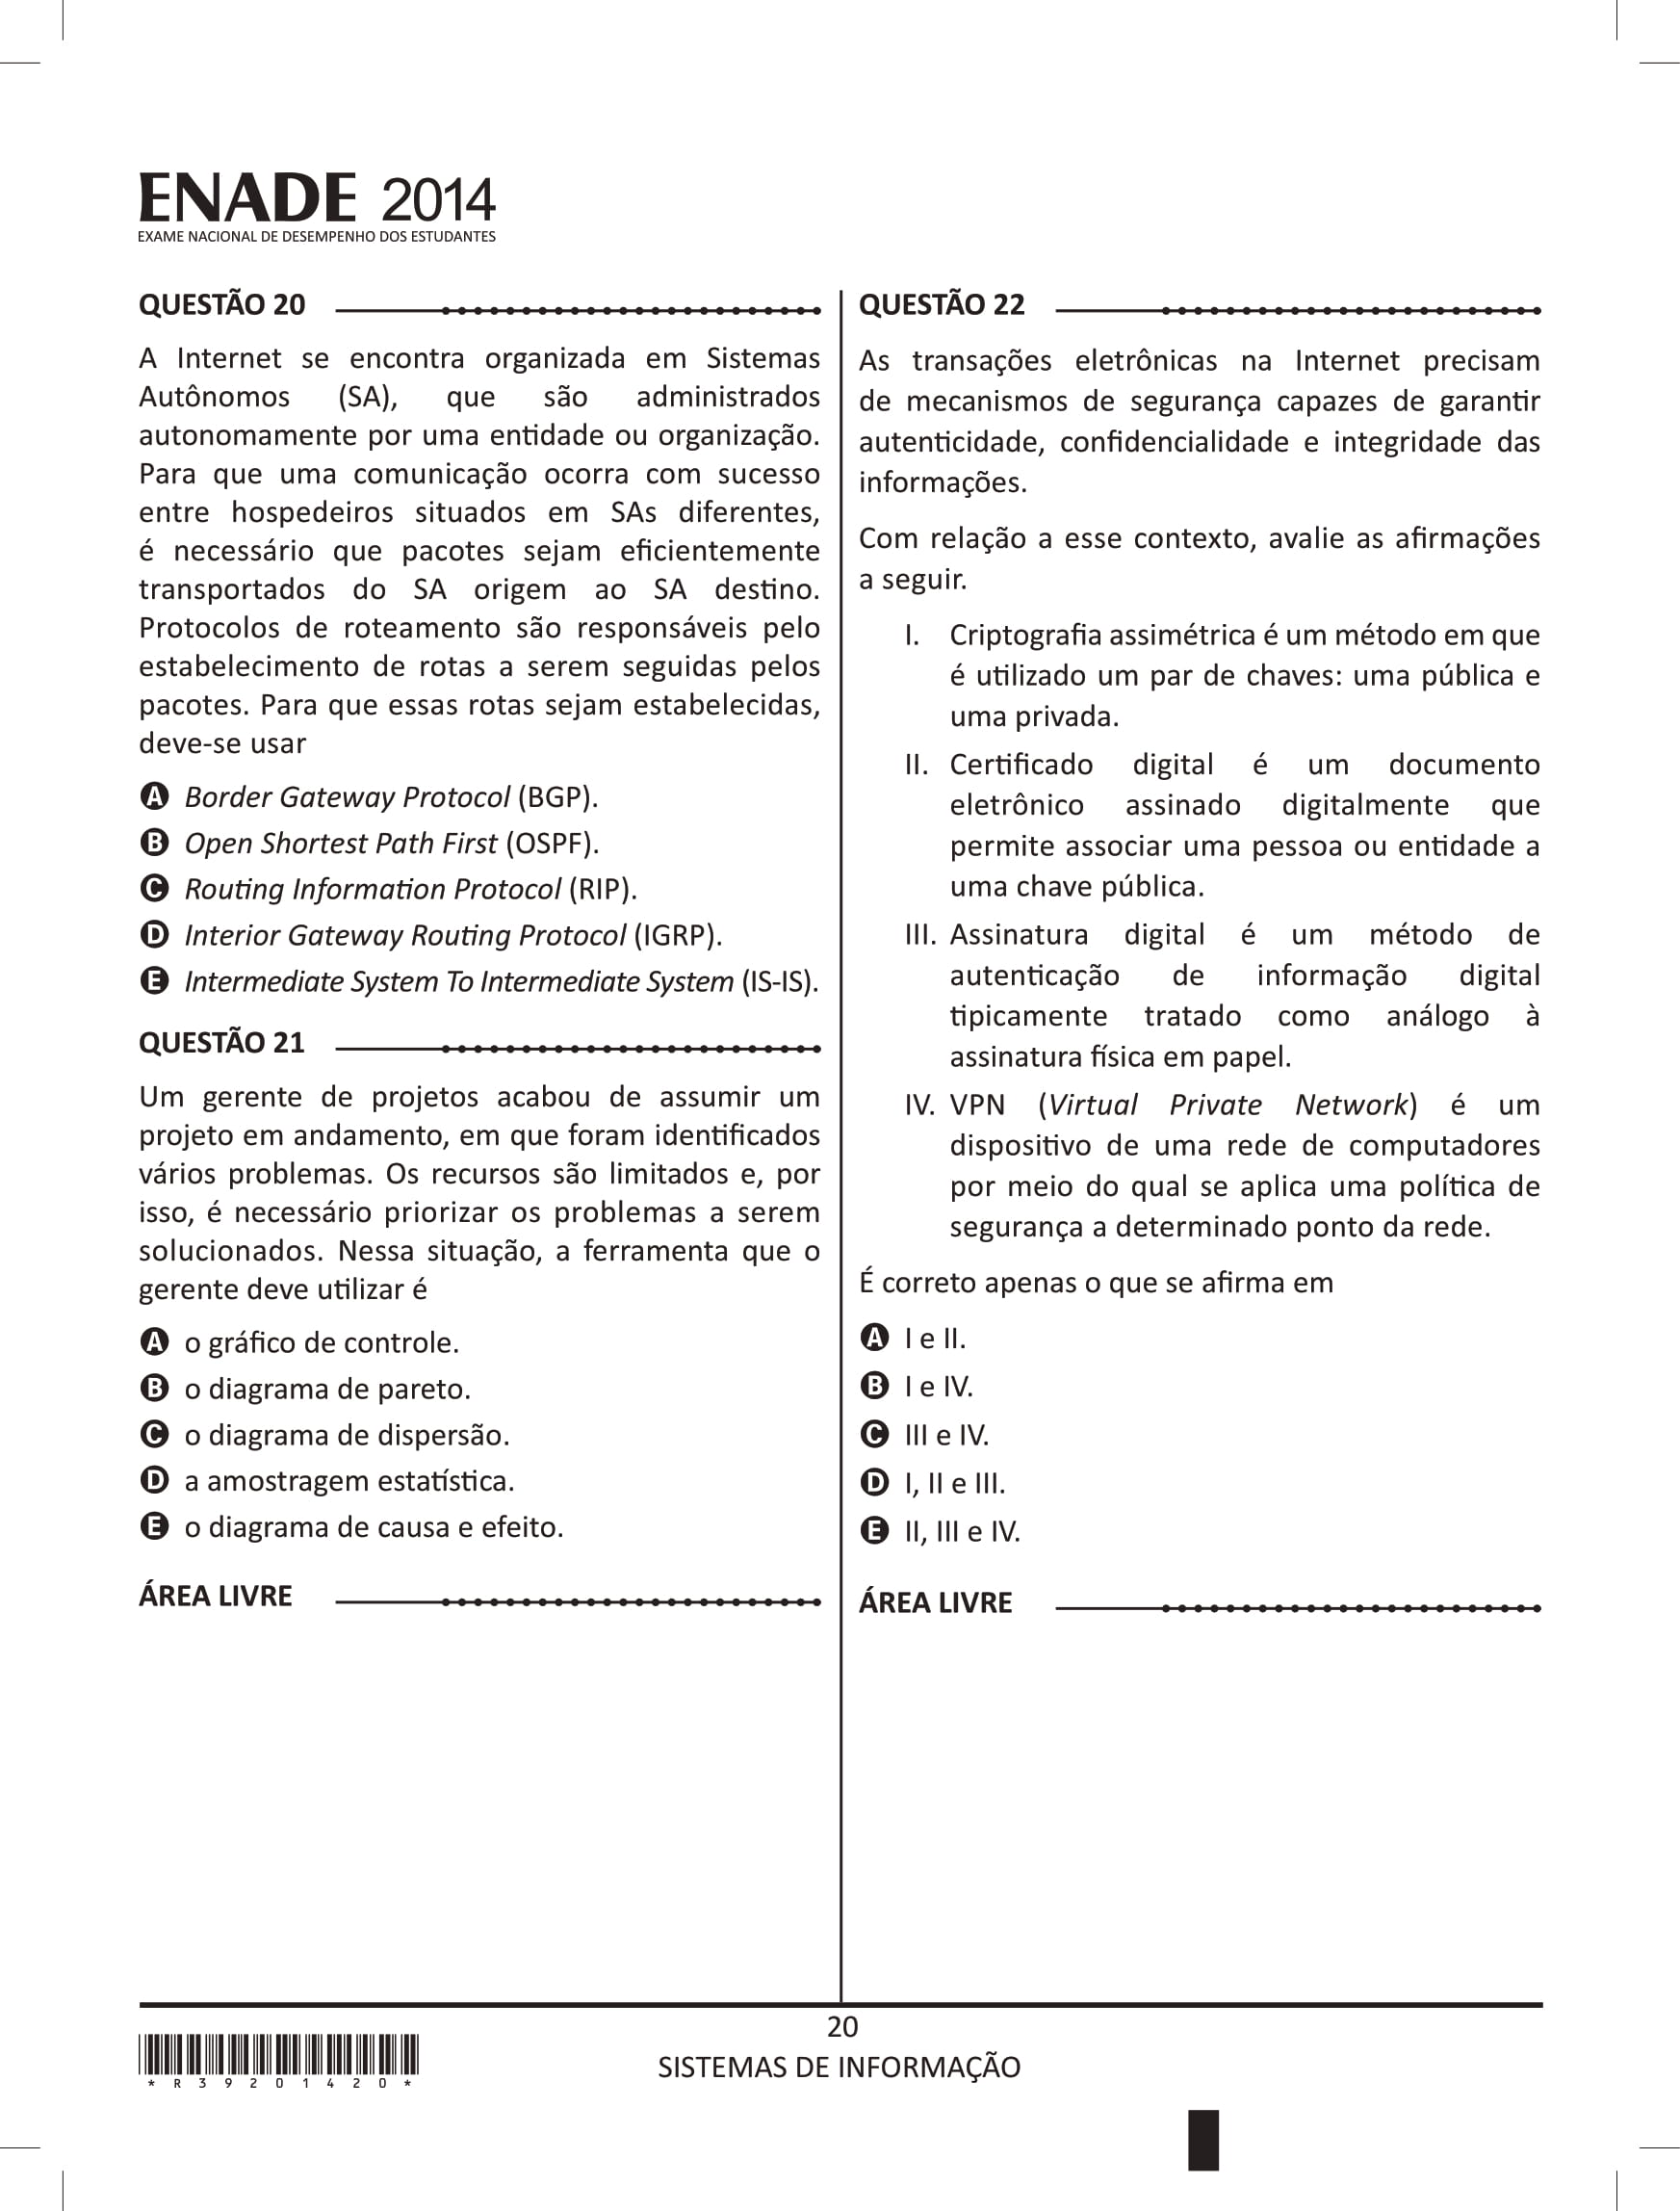 ENADE 2014
EXAME NACIONAL DE DESEMPENHO DOS ESTUDANTES
QUESTÃO 20
A Internet se encontra organizada em Sistemas
Autônomos (SA), que são administrados
autonomamente por uma entidade ou organização.
Para que uma comunicação ocorra com sucesso
entre hospedeiros situados em SAs diferentes,
é necessário que pacotes sejam eficientemente
transportados do SA origem ao SA destino.
Protocolos de roteamento são responsáveis pelo
estabelecimento de rotas a serem seguidas pelos
pacotes. Para que essas rotas sejam estabelecidas,
deve-se usar
A Border Gateway Protocol (BGP).
B Open Shortest Path First (OSPF).
C Routing Information Protocol (RIP).
D Interior Gateway Routing Protocol (IGRP).
E Intermediate System To Intermediate System (IS-IS).
QUESTÃO 21
Um gerente de projetos acabou de assumir um
projeto em andamento, em que foram identificados
vários problemas. Os recursos são limitados e, por
isso, é necessário priorizar os problemas a serem
solucionados. Nessa situação, a ferramenta que o
gerente deve utilizar é
A o gráfico de controle.
B o diagrama de pareto.
C o diagrama de dispersão.
D a amostragem estatística.
E o diagrama de causa e efeito.
ÁREA LIVRE
QUESTÃO 22
As transações eletrônicas na Internet precisam
de mecanismos de segurança capazes de garantir
autenticidade, confidencialidade e integridade das
informações.
Com relação a esse contexto, avalie as afirmações
a seguir.
I. Criptografia assimétrica é um método em que
é utilizado um par de chaves: uma pública e
uma privada.
II. Certificado digital é um documento
eletrônico assinado digitalmente que
permite associar uma pessoa ou entidade a
uma chave pública.
III. Assinatura digital é um método de
autenticação de informação digital
tipicamente tratado como análogo à
assinatura física em papel.
IV. VPN (Virtual Private Network) é um
dispositivo de uma rede de computadores
por meio do qual se aplica uma política de
segurança a determinado ponto da rede.
É correto apenas o que se afirma em
A I e II.
B I e IV.
C III e IV.
D I, II e III.
E II, III e IV.
ÁREA LIVRE
20
SISTEMAS DE INFORMAÇÃO
* R 3 9 2 0 1 4 2 0 *